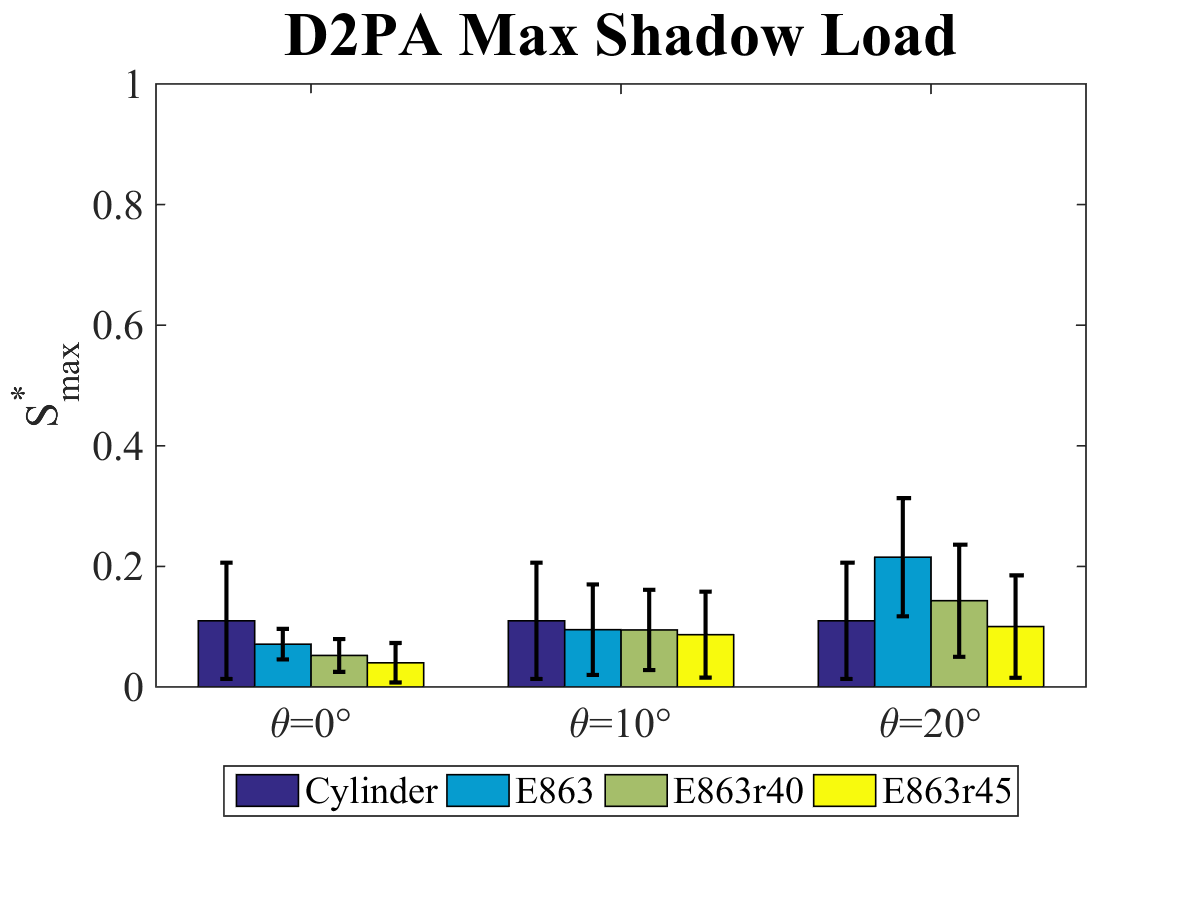 D2PA Max Shadow Load
1
0.8
0.6
0.4
0.2
0
S*max
θ=0°
θ=10°
θ=20°
Cylinder E863 E863r40 E863r45